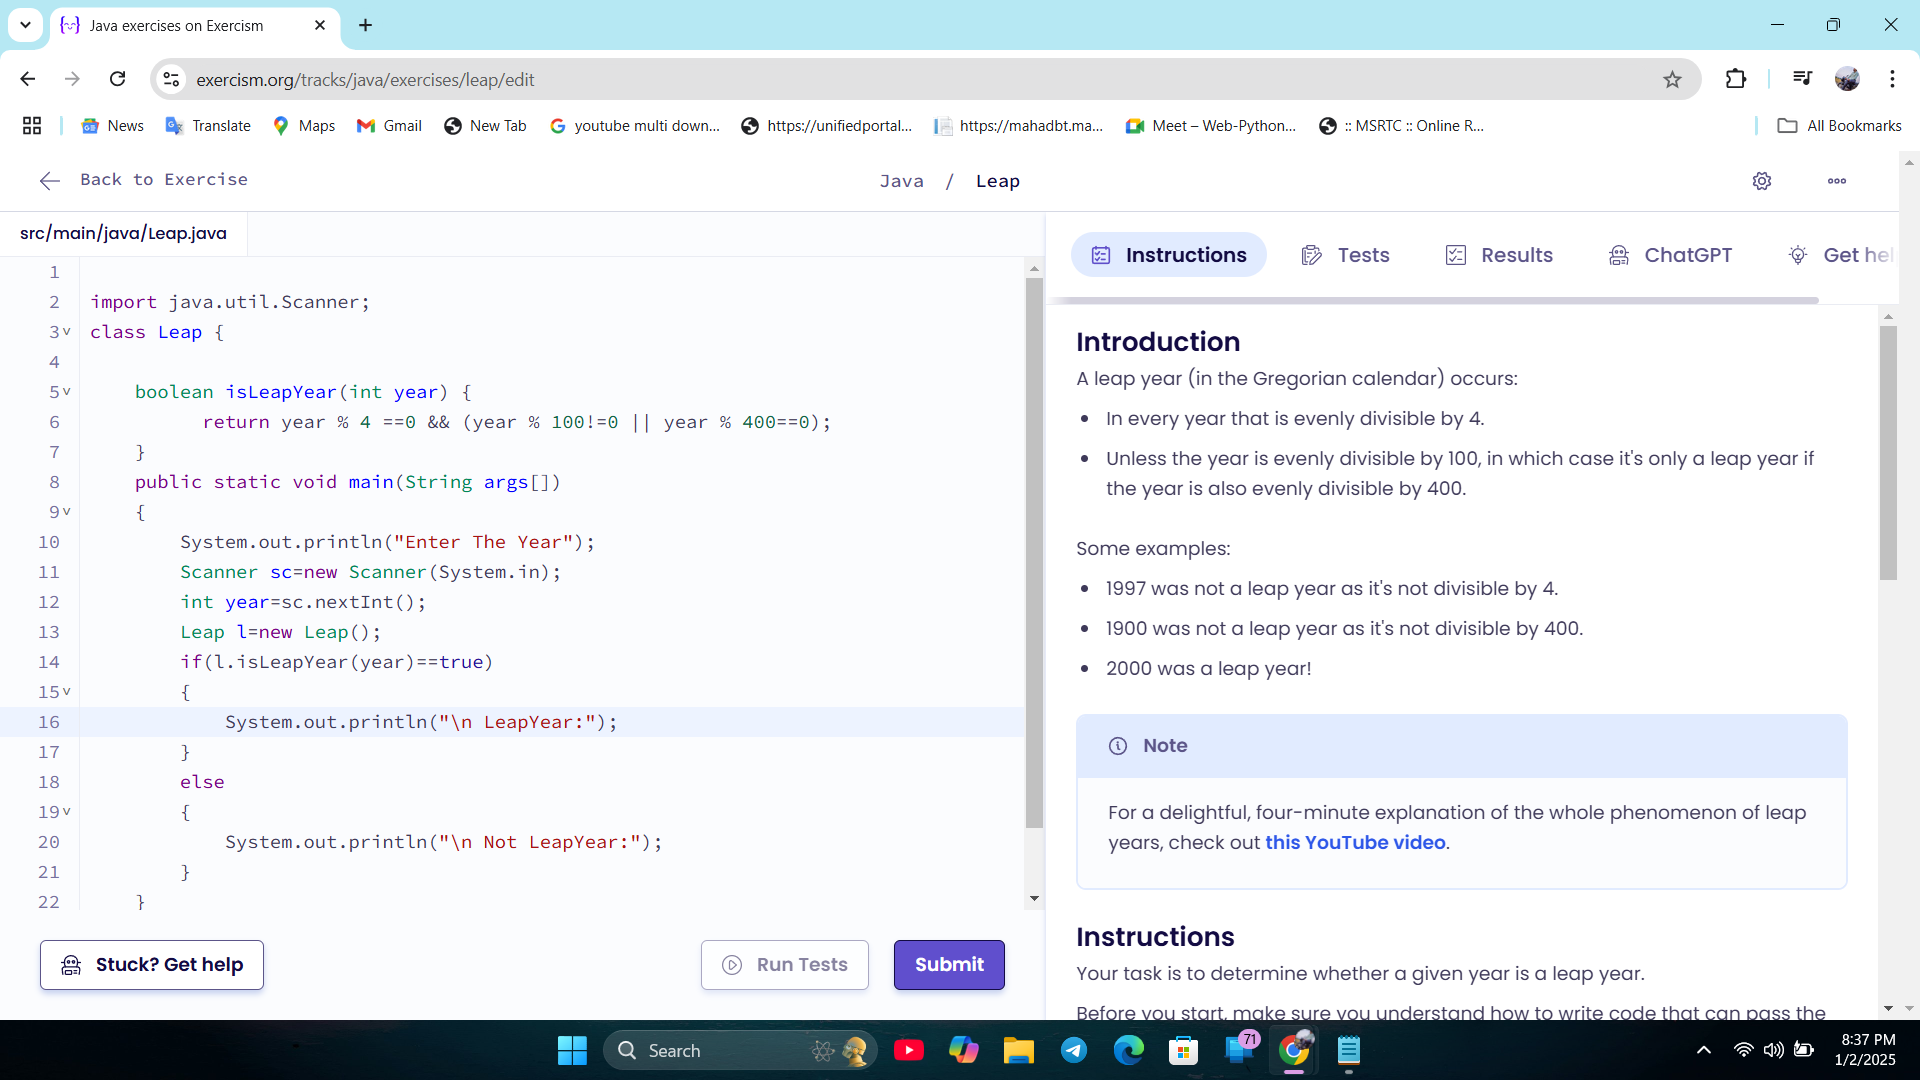 Java exercises on Exercism
exercism.org/tracks/java/exercises/leap/edit
News
Translate
Maps
Gmail
New Tab
youtube multi down...
https://unifiedportal...
https://mahadbt.ma...
Meet – Web-Python...
:: MSRTC :: Online R...
All Bookmarks
Back to Exercise
Java / Leap
src/main/java/Leap.java
1
2 import java.util.Scanner;
3 class Leap {
4
5 boolean isLeapYear(int year) {
6 return year % 4 ==0 && (year % 100!=0 || year % 400==0);
7 }
8 public static void main(String args[])
9 {
10 System.out.println("Enter The Year");
11 Scanner sc=new Scanner(System.in);
12 int year=sc.nextInt();
13 Leap l=new Leap();
14 if(l.isLeapYear(year)==true)
15 {
16 System.out.println("\n LeapYear:");
17 }
18 else
19 {
20 System.out.println("\n Not LeapYear:");
21 }
22 }
Stuck? Get help
Run Tests
Submit
Instructions
Tests
Results
ChatGPT
Get hel
Introduction
A leap year (in the Gregorian calendar) occurs:
• In every year that is evenly divisible by 4.
• Unless the year is evenly divisible by 100, in which case it's only a leap year if
the year is also evenly divisible by 400.
Some examples:
• 1997 was not a leap year as it's not divisible by 4.
• 1900 was not a leap year as it's not divisible by 400.
• 2000 was a leap year!
Note
For a delightful, four-minute explanation of the whole phenomenon of leap
years, check out this YouTube video.
Instructions
Your task is to determine whether a given year is a leap year.
Before you start, make sure you understand how to write code that can pass the
Search
71
8:37 PM
1/2/2025